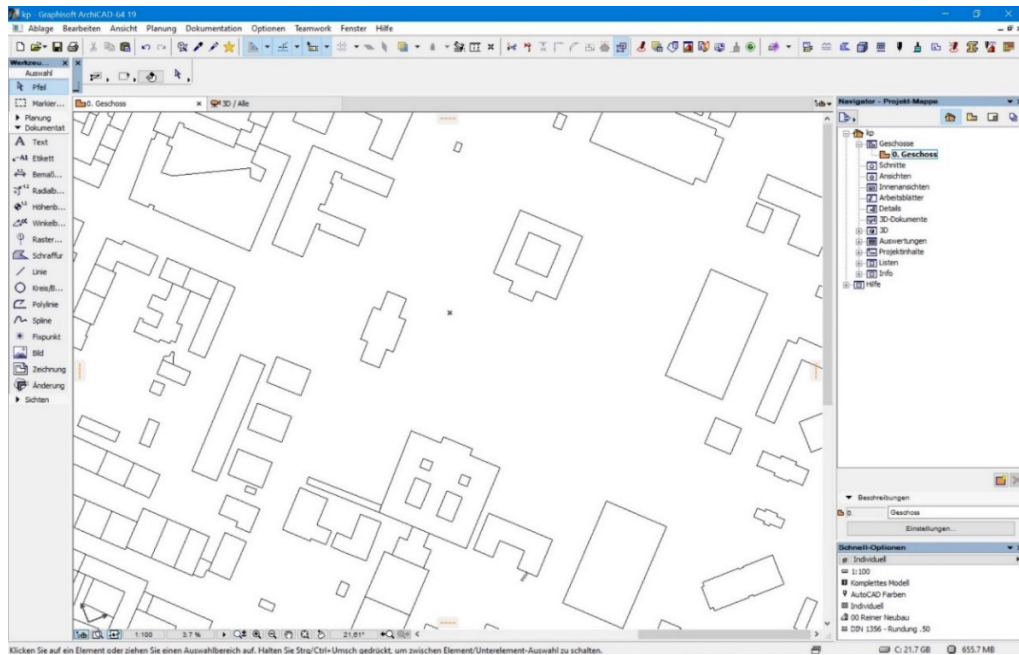 kp - Graphisoft ArchiCAD-64 19
Ablage Bearbeiten Ansicht Planung Dokumentation Optionen Teamwork Fenster Hilfe
Werkzeu...
Auswahl
Pfeil
Markier...
Planung
Dokumentat
Text
A1 Etikett
Bemaß...
Radialb...
Höhenb...
Winkelb...
Raster...
Schraffur
Linie
Kreis/B...
Polylinie
Spline
Fixpunkt
Bild
Zeichnung
Änderung
Sichten
0. Geschoss
3D / Alle
1:100
3.7 %
21,61°
Navigator - Projekt-Mappe
kp
Geschosse
0. Geschoss
Schnitte
Ansichten
Innenansichten
Arbeitsblätter
Details
3D-Dokumente
3D
Auswertungen
Projektinhalte
Listen
Info
Hilfe
Beschreibungen
0. Geschoss
Einstellungen...
Schnell-Optionen
Individuell
1:100
Komplettes Modell
AutoCAD Farben
Individuell
00 Reiner Neubau
DIN 1356 - Rundung .50
Klicken Sie auf ein Element oder ziehen Sie einen Auswahlbereich auf. Halten Sie Strg/Ctrl+Umsch gedrückt, um zwischen Element/Unterelement-Auswahl zu schalten.
C: 21.7 GB
655.7 MB